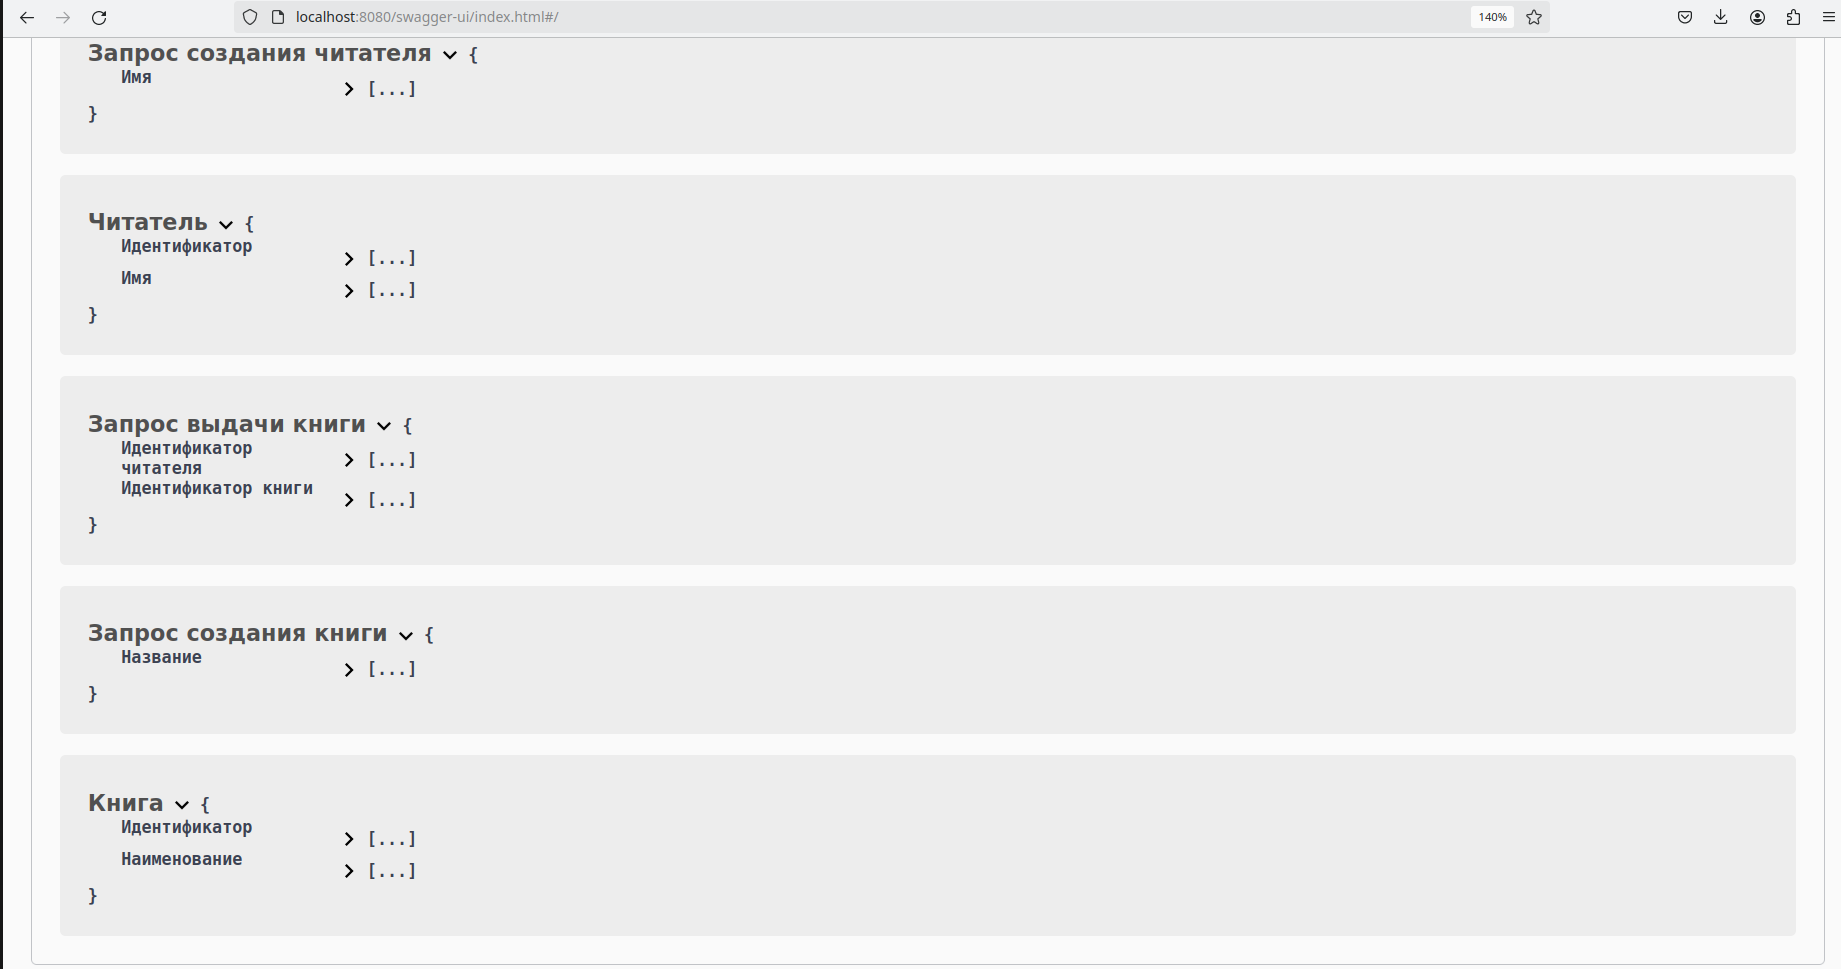 localhost:8080/swagger-ui/index.html#/
140%
Запрос создания читателя {
Имя
[...]
}
Читатель {
Идентификатор
[...]
Имя
[...]
}
Запрос выдачи книги {
Идентификатор
читателя
[...]
Идентификатор книги
[...]
}
Запрос создания книги {
Название
[...]
}
Книга {
Идентификатор
[...]
Наименование
[...]
}